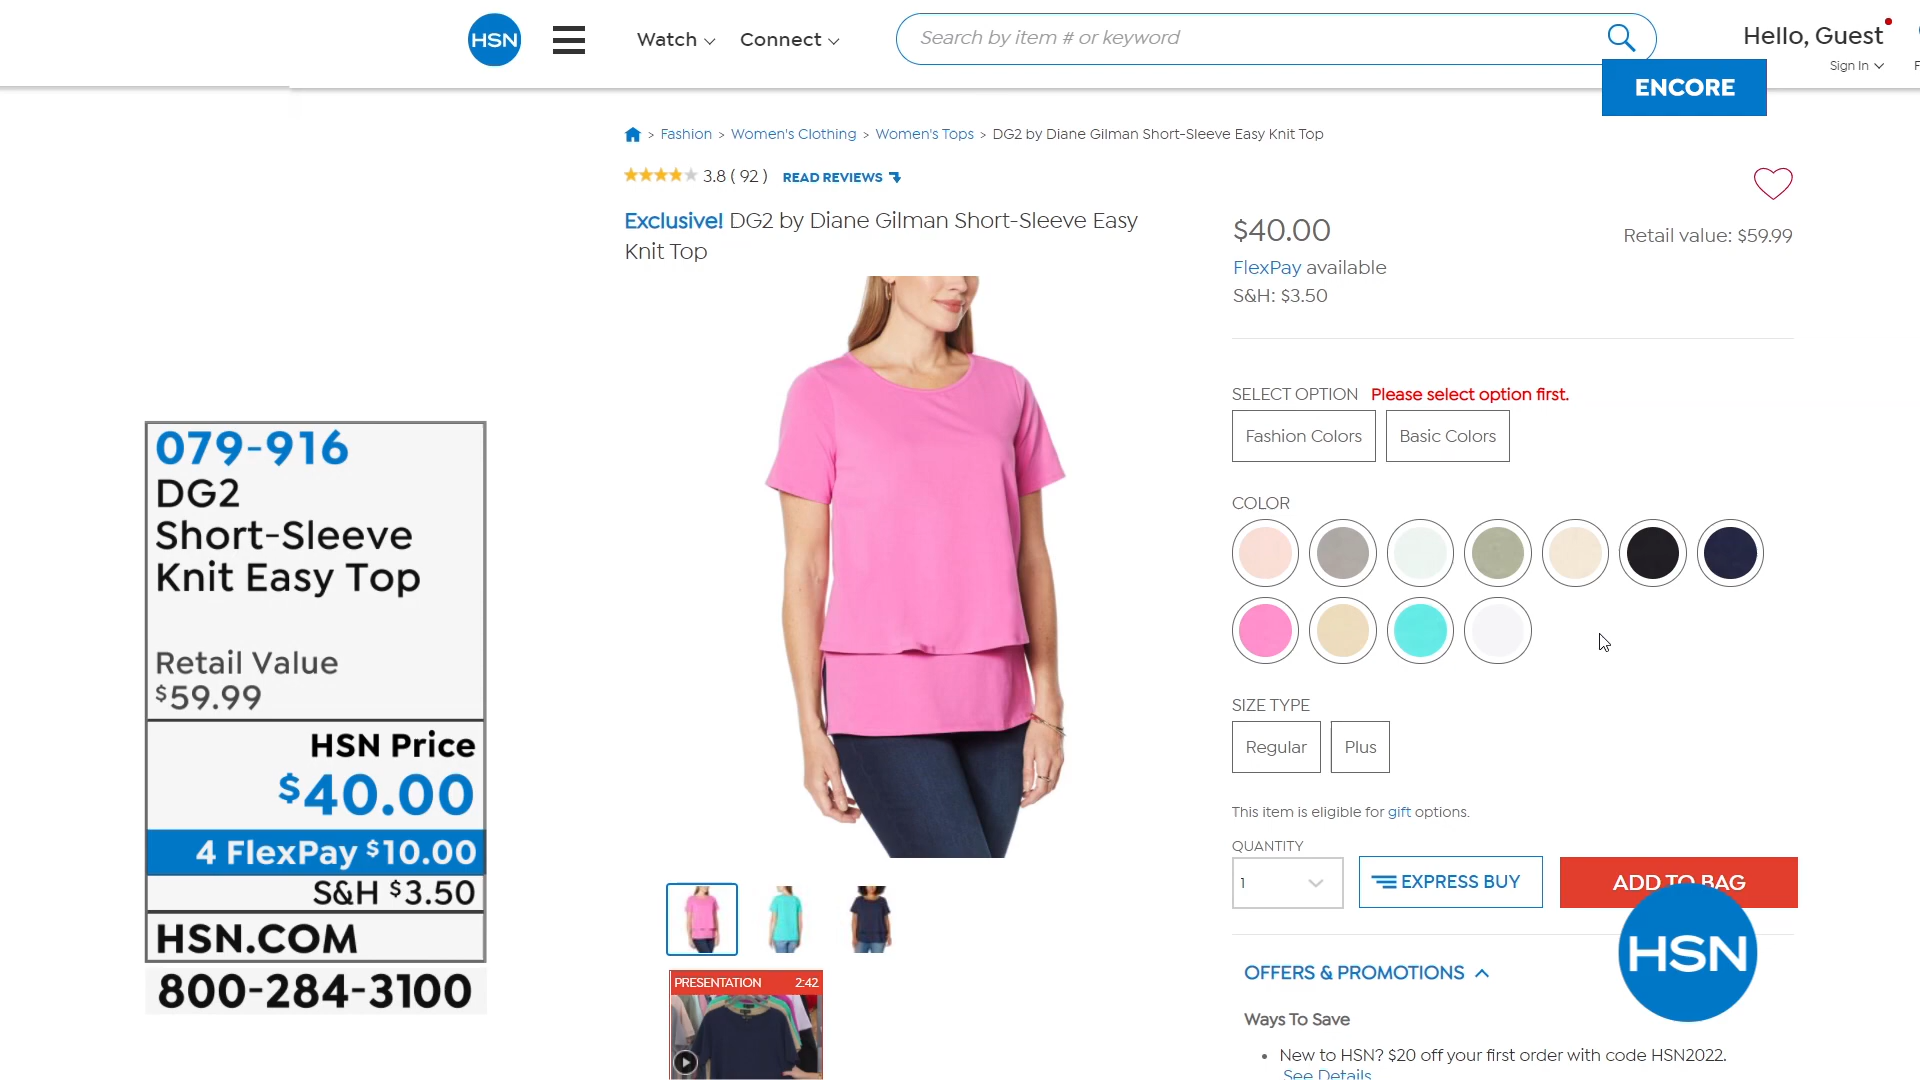 HSN
Watch
Connect
Search by item # or keyword
Hello, Guest
Sign In
F
ENCORE
> Fashion > Women's Clothing > Women's Tops > DG2 by Diane Gilman Short-Sleeve Easy Knit Top
3.8 ( 92 ) READ REVIEWS
Exclusive! DG2 by Diane Gilman Short-Sleeve Easy
Knit Top
$40.00
Retail value: $59.99
FlexPay available
S&H: $3.50
SELECT OPTION Please select option first.
Fashion Colors
Basic Colors
COLOR
SIZE TYPE
Regular
Plus
This item is eligible for gift options.
QUANTITY
1
EXPRESS BUY
ADD TO BAG
OFFERS & PROMOTIONS
Ways To Save
• New to HSN? $20 off your first order with code HSN2022.
See Details
HSN
PRESENTATION 2:42
079-916
DG2
Short-Sleeve
Knit Easy Top
Retail Value
$59.99
HSN Price
$40.00
4 FlexPay $10.00
S&H $3.50
HSN.COM
800-284-3100